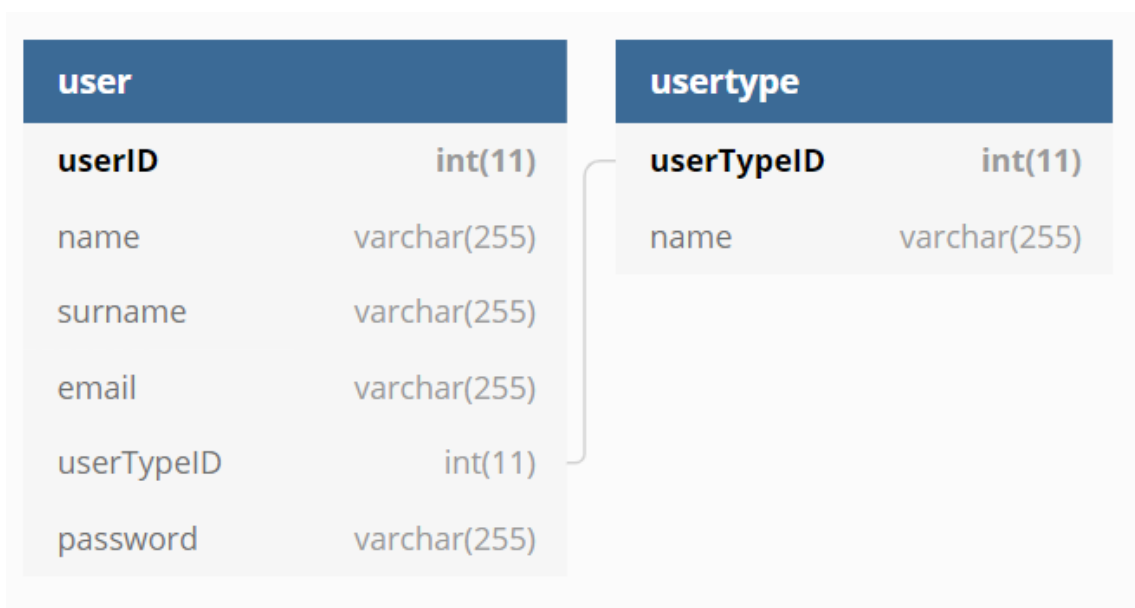 user
userID int(11)
name varchar(255)
surname varchar(255)
email varchar(255)
userTypeID int(11)
password varchar(255)
usertype
userTypeID int(11)
name varchar(255)